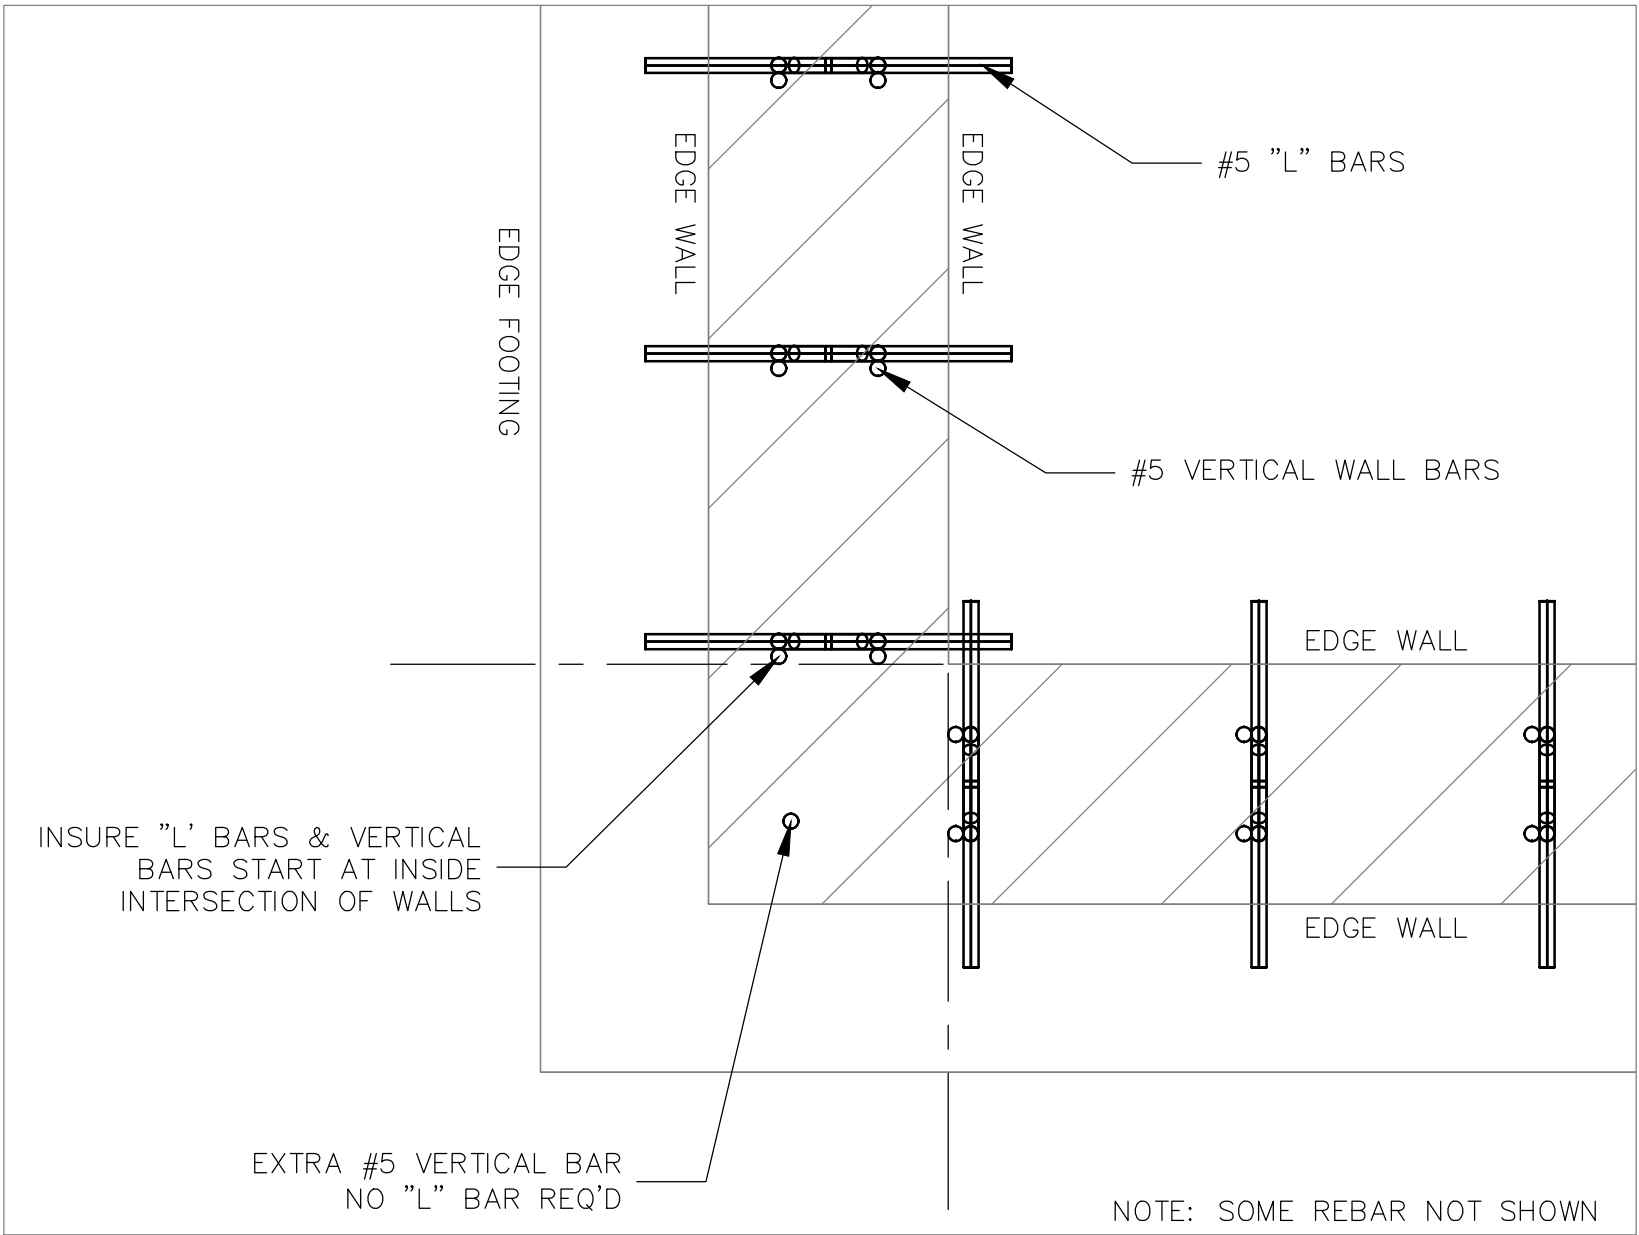 #5 "L" BARS
EDGE WALL
EDGE WALL
EDGE FOOTING
#5 VERTICAL WALL BARS
EDGE WALL
INSURE "L' BARS & VERTICAL
BARS START AT INSIDE
INTERSECTION OF WALLS
EDGE WALL
EXTRA #5 VERTICAL BAR
NO "L" BAR REQ'D
NOTE: SOME REBAR NOT SHOWN